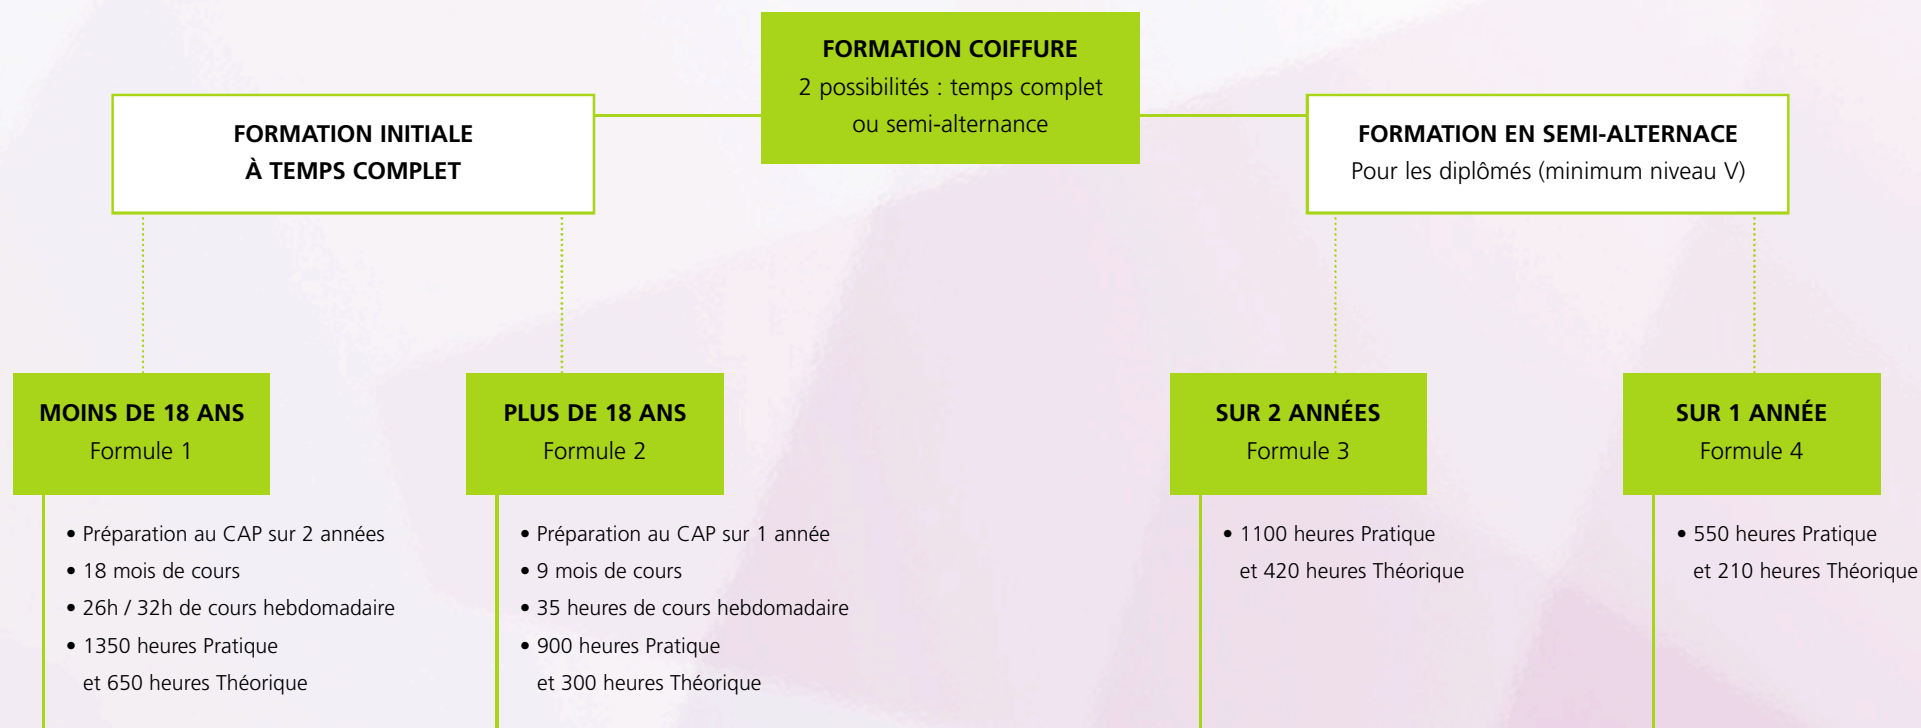 FORMATION COIFFURE
2 possibilités : temps complet
ou semi-alternance
FORMATION INITIALE
À TEMPS COMPLET
FORMATION EN SEMI-ALTERNACE
Pour les diplômés (minimum niveau V)
MOINS DE 18 ANS
Formule 1
• Préparation au CAP sur 2 années
• 18 mois de cours
• 26h / 32h de cours hebdomadaire
• 1350 heures Pratique
et 650 heures Théorique
PLUS DE 18 ANS
Formule 2
• Préparation au CAP sur 1 année
• 9 mois de cours
• 35 heures de cours hebdomadaire
• 900 heures Pratique
et 300 heures Théorique
SUR 2 ANNÉES
Formule 3
• 1100 heures Pratique
et 420 heures Théorique
SUR 1 ANNÉE
Formule 4
• 550 heures Pratique
et 210 heures Théorique